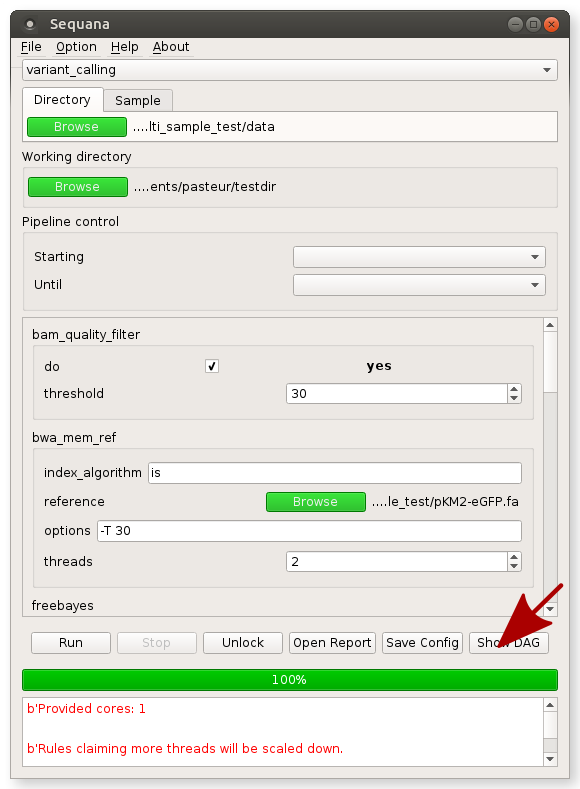 Sequana
File Option Help About
variant_calling
Directory Sample
Browse ....lti_sample_test/data
Working directory
Browse ....ents/pasteur/testdir
Pipeline control
Starting
Until
bam_quality_filter
do yes
threshold 30
bwa_mem_ref
index_algorithm is
reference Browse ....le_test/pKM2-eGFP.fa
options -T 30
threads 2
freebayes
Run Stop Unlock Open Report Save Config Show DAG
100%
b'Provided cores: 1
b'Rules claiming more threads will be scaled down.